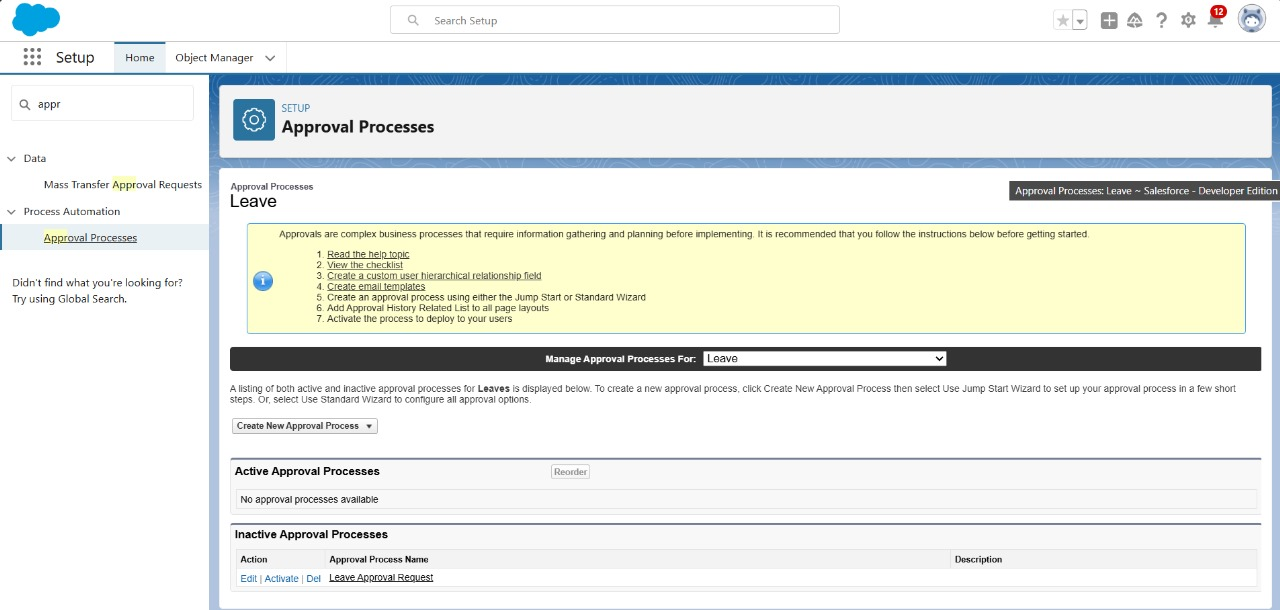 Search Setup
12
Setup
Home
Object Manager
appr
Data
Mass Transfer Approval Requests
Process Automation
Approval Processes
Didn't find what you're looking for?
Try using Global Search.
SETUP
Approval Processes
Approval Processes
Leave
Approval Processes: Leave ~ Salesforce - Developer Edition
Approvals are complex business processes that require information gathering and planning before implementing. It is recommended that you follow the instructions below before getting started.
1. Read the help topic
2. View the checklist
3. Create a custom user hierarchical relationship field
4. Create email templates
5. Create an approval process using either the Jump Start or Standard Wizard
6. Add Approval History Related List to all page layouts
7. Activate the process to deploy to your users
Manage Approval Processes For: Leave
A listing of both active and inactive approval processes for Leaves is displayed below. To create a new approval process, click Create New Approval Process then select Use Jump Start Wizard to set up your approval process in a few short
steps. Or, select Use Standard Wizard to configure all approval options.
Create New Approval Process
Active Approval Processes Reorder
No approval processes available
Inactive Approval Processes
Action Approval Process Name Description
Edit | Activate | Del Leave Approval Request